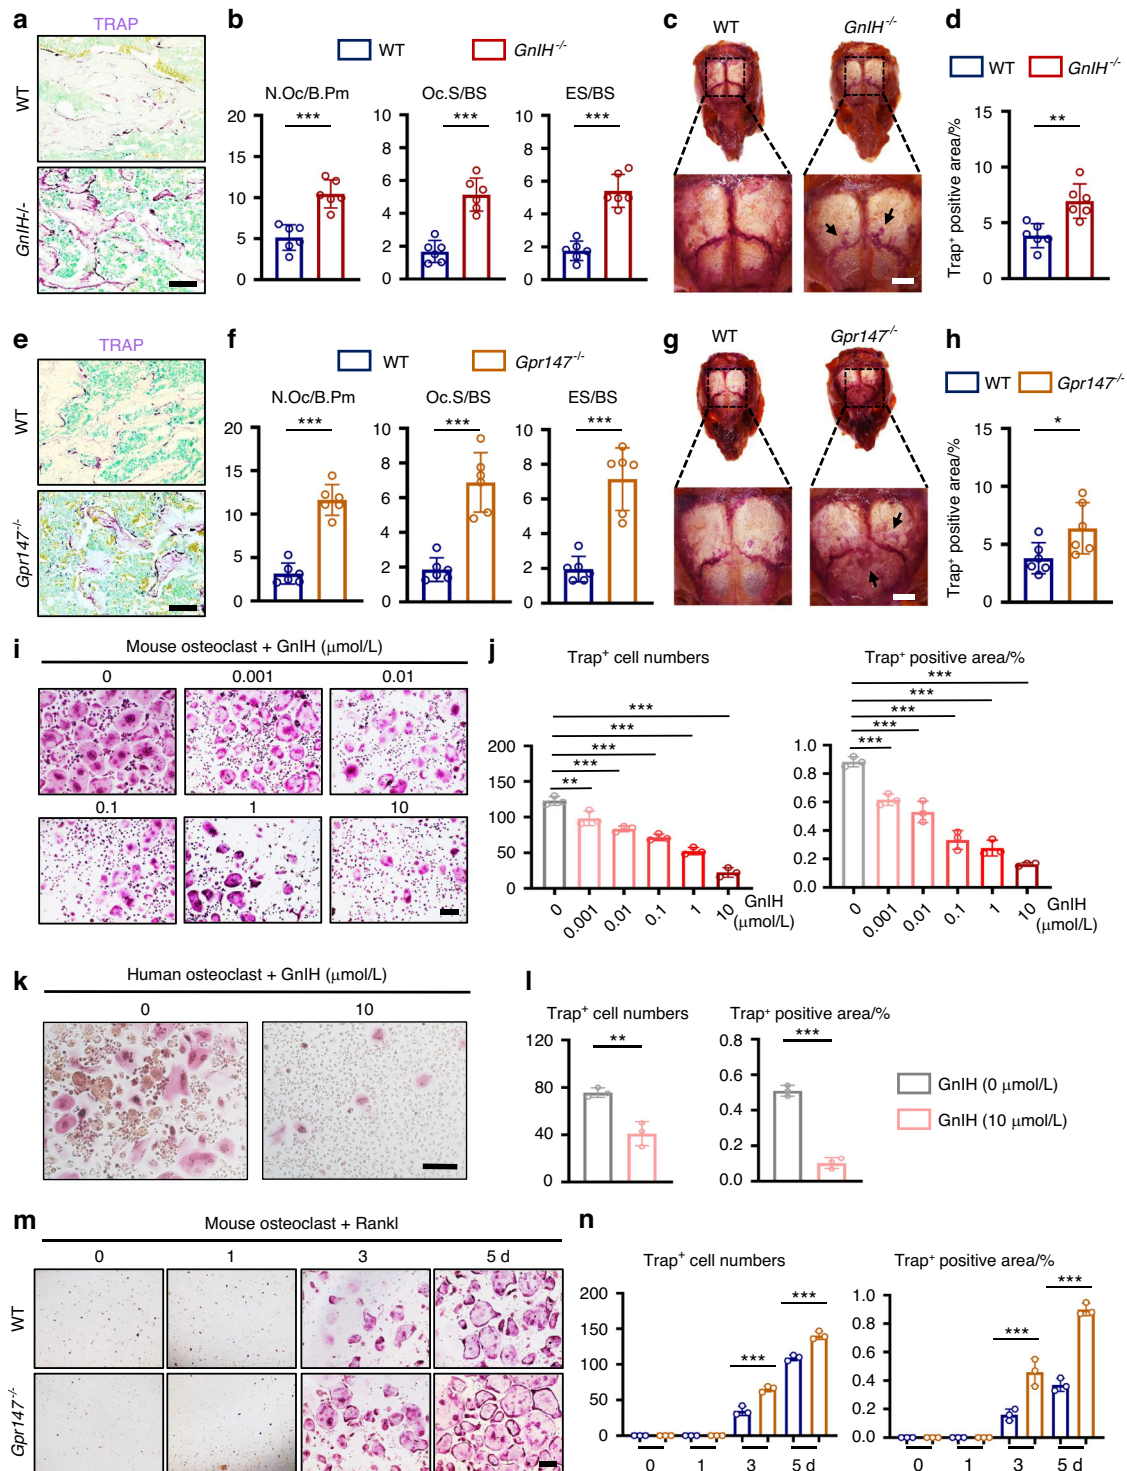 a
TRAP
WT
GnIH-/-
b
WT
GnIH-/-
N.Oc/B.Pm
Oc.S/BS
ES/BS
***
***
***
20
15
10
5
0
10
8
6
4
2
0
10
8
6
4
2
0
c
WT
GnIH-/-
d
WT
GnIH-/-
Trap+ positive area/%
**
15
10
5
0
e
TRAP
WT
Gpr147-/-
f
WT
Gpr147-/-
N.Oc/B.Pm
Oc.S/BS
ES/BS
***
***
***
20
15
10
5
0
10
8
6
4
2
0
10
8
6
4
2
0
g
WT
Gpr147-/-
h
WT
Gpr147-/-
Trap+ positive area/%
*
15
10
5
0
i
Mouse osteoclast + GnIH (μmol/L)
0
0.001
0.01
0.1
1
10
j
Trap+ cell numbers
***
***
***
***
**
200
150
100
50
0
0
0.001
0.01
0.1
1
10
GnIH
(μmol/L)
Trap+ positive area/%
***
***
***
***
***
1.0
0.8
0.6
0.4
0.2
0.0
0
0.001
0.01
0.1
1
10
GnIH
(μmol/L)
k
Human osteoclast + GnIH (μmol/L)
0
10
l
Trap+ cell numbers
**
120
80
40
0
Trap+ positive area/%
***
0.8
0.6
0.4
0.2
0.0
GnIH (0 μmol/L)
GnIH (10 μmol/L)
m
Mouse osteoclast + Rankl
0
1
3
5 d
WT
Gpr147-/-
n
Trap+ cell numbers
***
***
200
150
100
50
0
0
1
3
5 d
Trap+ positive area/%
***
***
1.0
0.8
0.6
0.4
0.2
0.0
0
1
3
5 d